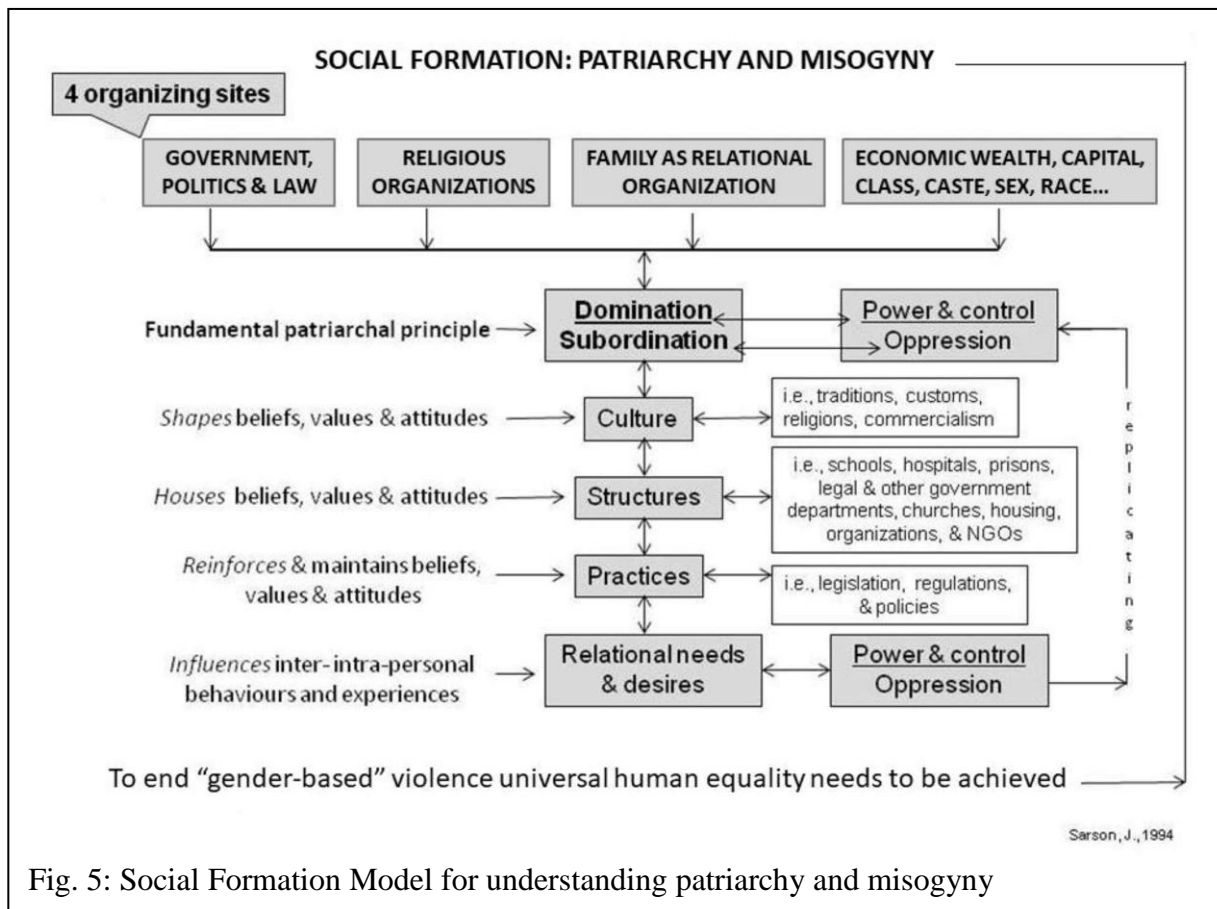 SOCIAL FORMATION: PATRIARCHY AND MISOGYNY
4 organizing sites
GOVERNMENT,
POLITICS & LAW
RELIGIOUS
ORGANIZATIONS
FAMILY AS RELATIONAL
ORGANIZATION
ECONOMIC WEALTH, CAPITAL,
CLASS, CASTE, SEX, RACE...
Fundamental patriarchal principle
Domination
Subordination
Power & control
Oppression
Shapes beliefs, values & attitudes
Culture
i.e., traditions, customs,
religions, commercialism
Houses beliefs, values & attitudes
Structures
i.e., schools, hospitals, prisons,
legal & other government
departments, churches, housing,
organizations, & NGOs
Reinforces & maintains beliefs,
values & attitudes
Practices
i.e., legislation, regulations,
& policies
Influences inter- intra-personal
behaviours and experiences
Relational needs
& desires
Power & control
Oppression
replicating
To end “gender-based” violence universal human equality needs to be achieved
Sarson, J., 1994
Fig. 5: Social Formation Model for understanding patriarchy and misogyny